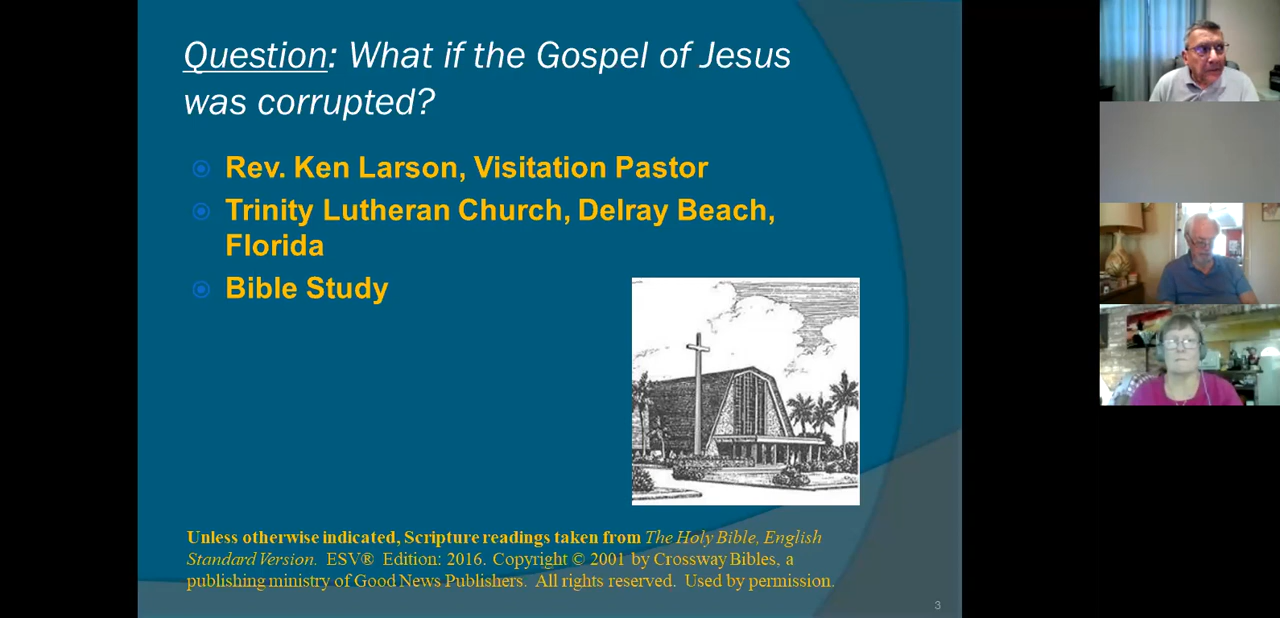 Question: What if the Gospel of Jesus
was corrupted?
Rev. Ken Larson, Visitation Pastor
Trinity Lutheran Church, Delray Beach,
Florida
Bible Study
Unless otherwise indicated, Scripture readings taken from The Holy Bible, English
Standard Version. ESV® Edition: 2016. Copyright © 2001 by Crossway Bibles, a
publishing ministry of Good News Publishers. All rights reserved. Used by permission.
3